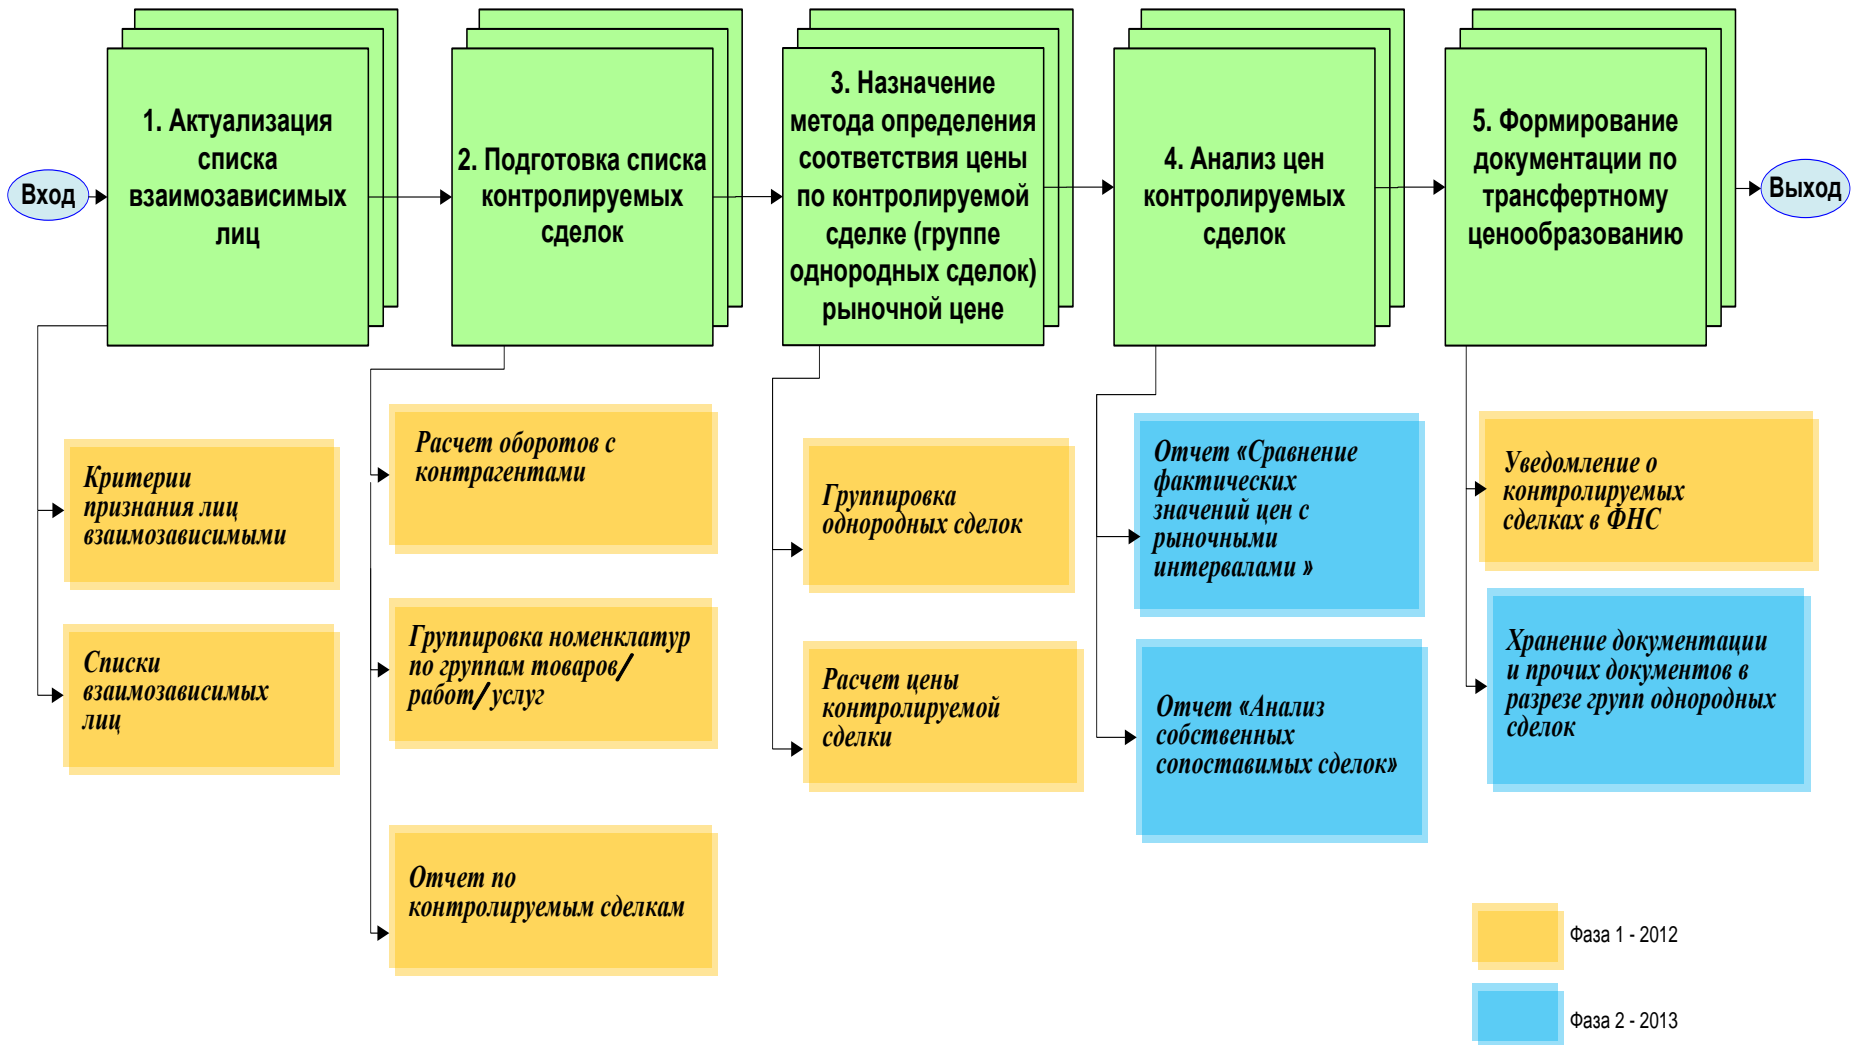 Вход
1. Актуализация
списка
взаимозависимых
лиц
2. Подготовка списка
контролируемых
сделок
3. Назначение
метода определения
соответствия цены
по контролируемой
сделке (группе
однородных сделок)
рыночной цене
4. Анализ цен
контролируемых
сделок
5. Формирование
документации по
трансфертному
ценообразованию
Выход
Критерии
признания лиц
взаимозависимыми
Списки
взаимозависимых
лиц
Расчет оборотов с
контрагентами
Группировка номенклатур
по группам товаров/
работ/услуг
Отчет по
контролируемым сделкам
Группировка
однородных сделок
Расчет цены
контролируемой
сделки
Отчет «Сравнение
фактических
значений цен с
рыночными
интервалами »
Отчет «Анализ
собственных
сопоставимых сделок»
Уведомление о
контролируемых
сделках в ФНС
Хранение документации
и прочих документов в
разрезе групп однородных
сделок
Фаза 1 - 2012
Фаза 2 - 2013